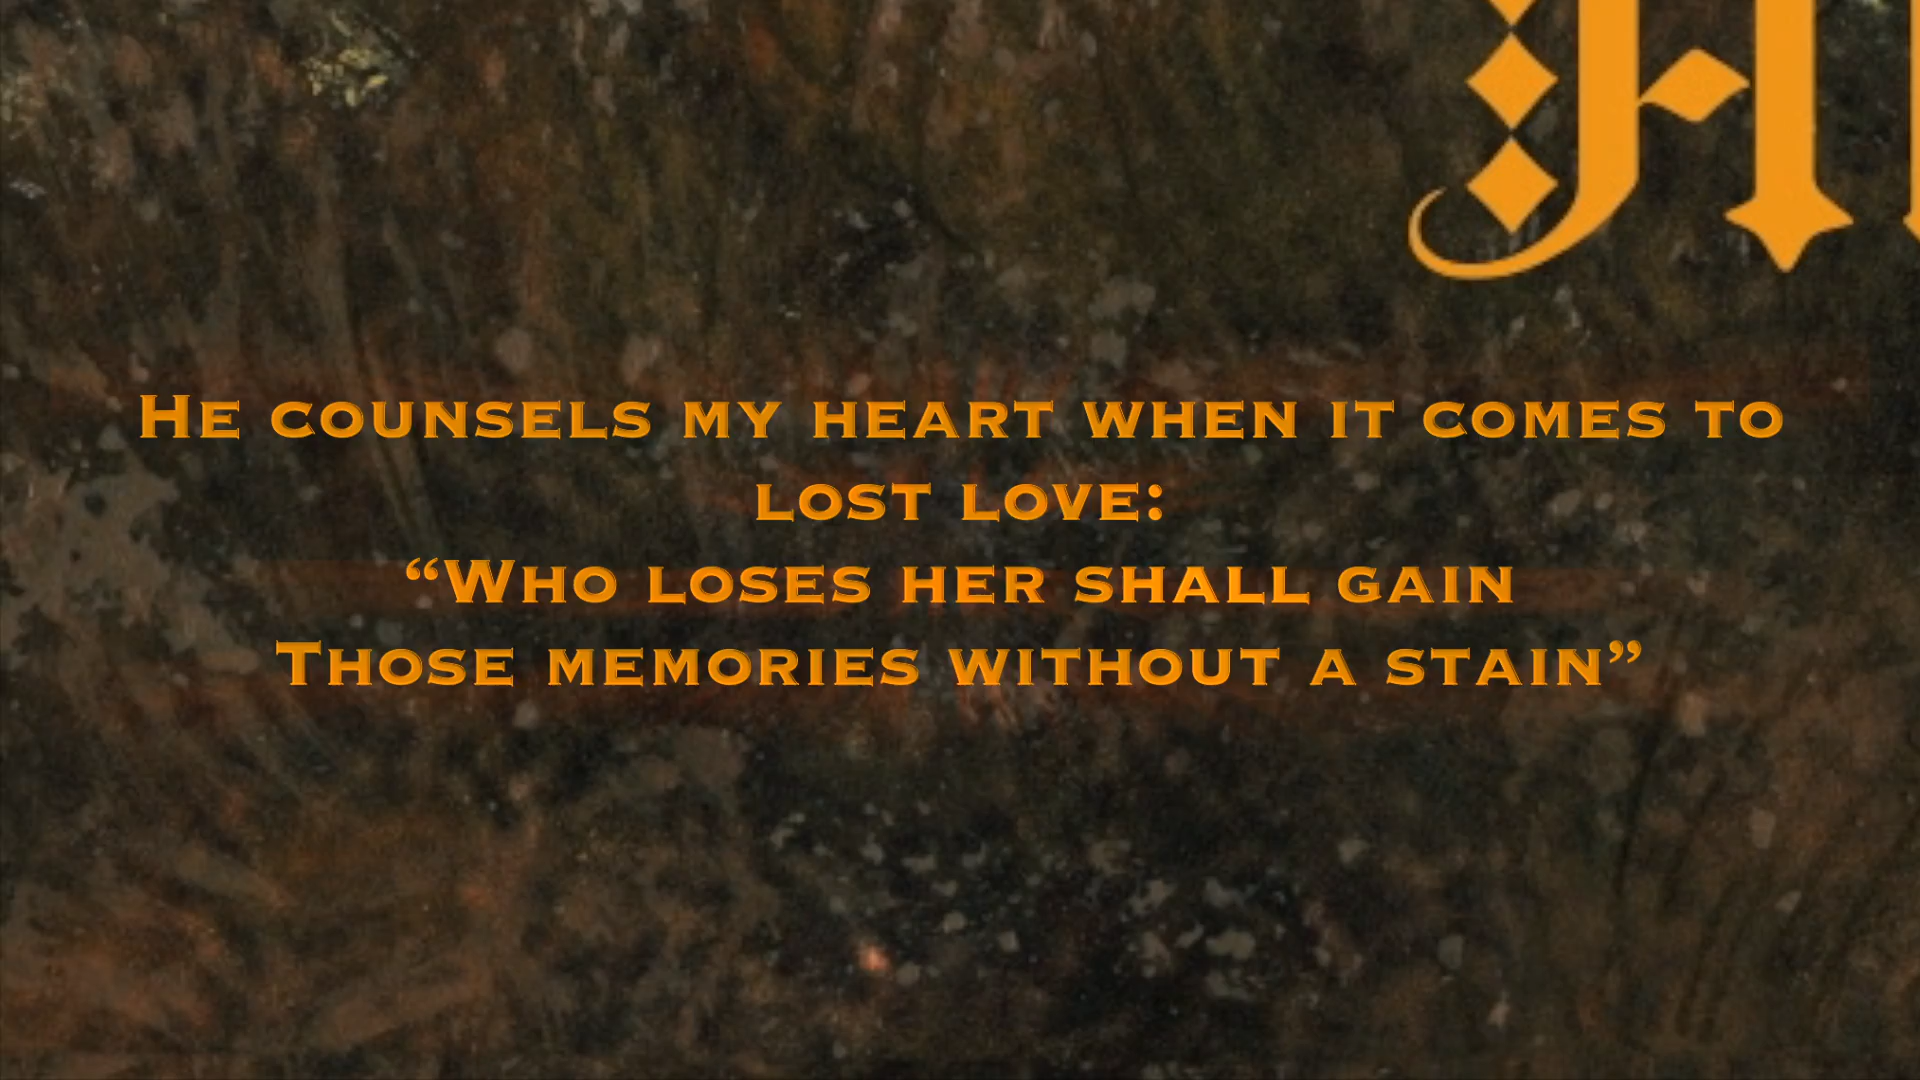 He counsels my heart when it comes to
lost love:
“Who loses her shall gain
Those memories without a stain”